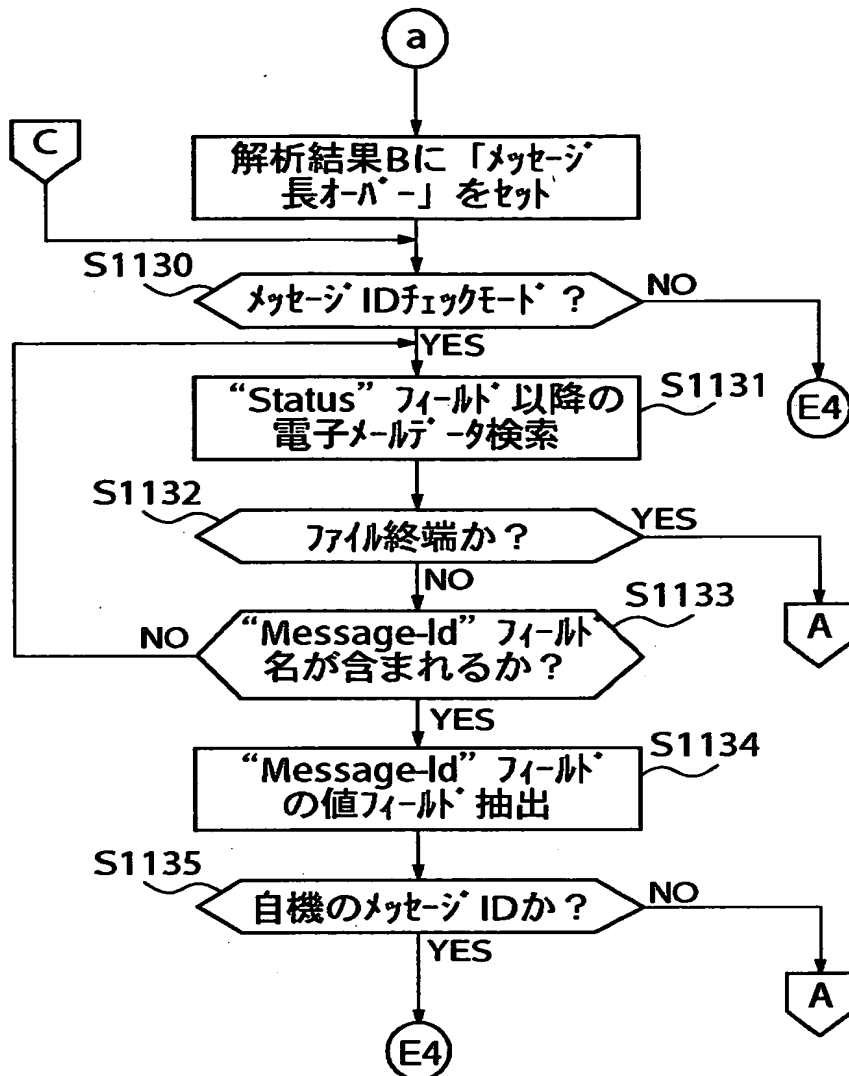 a
C
解析結果Bに「メッセージ
長オーバー」をセット
S1130
メッセージIDチェックモード?
NO
YES
E4
S1131
“Status” フィールド以降の
電子メールデータ検索
S1132
ファイル終端か?
YES
NO
A
S1133
“Message-Id” フィールド
名が含まれるか?
NO
YES
S1134
“Message-Id” フィールド
の値フィールド抽出
S1135
自機のメッセージIDか?
NO
YES
A
E4